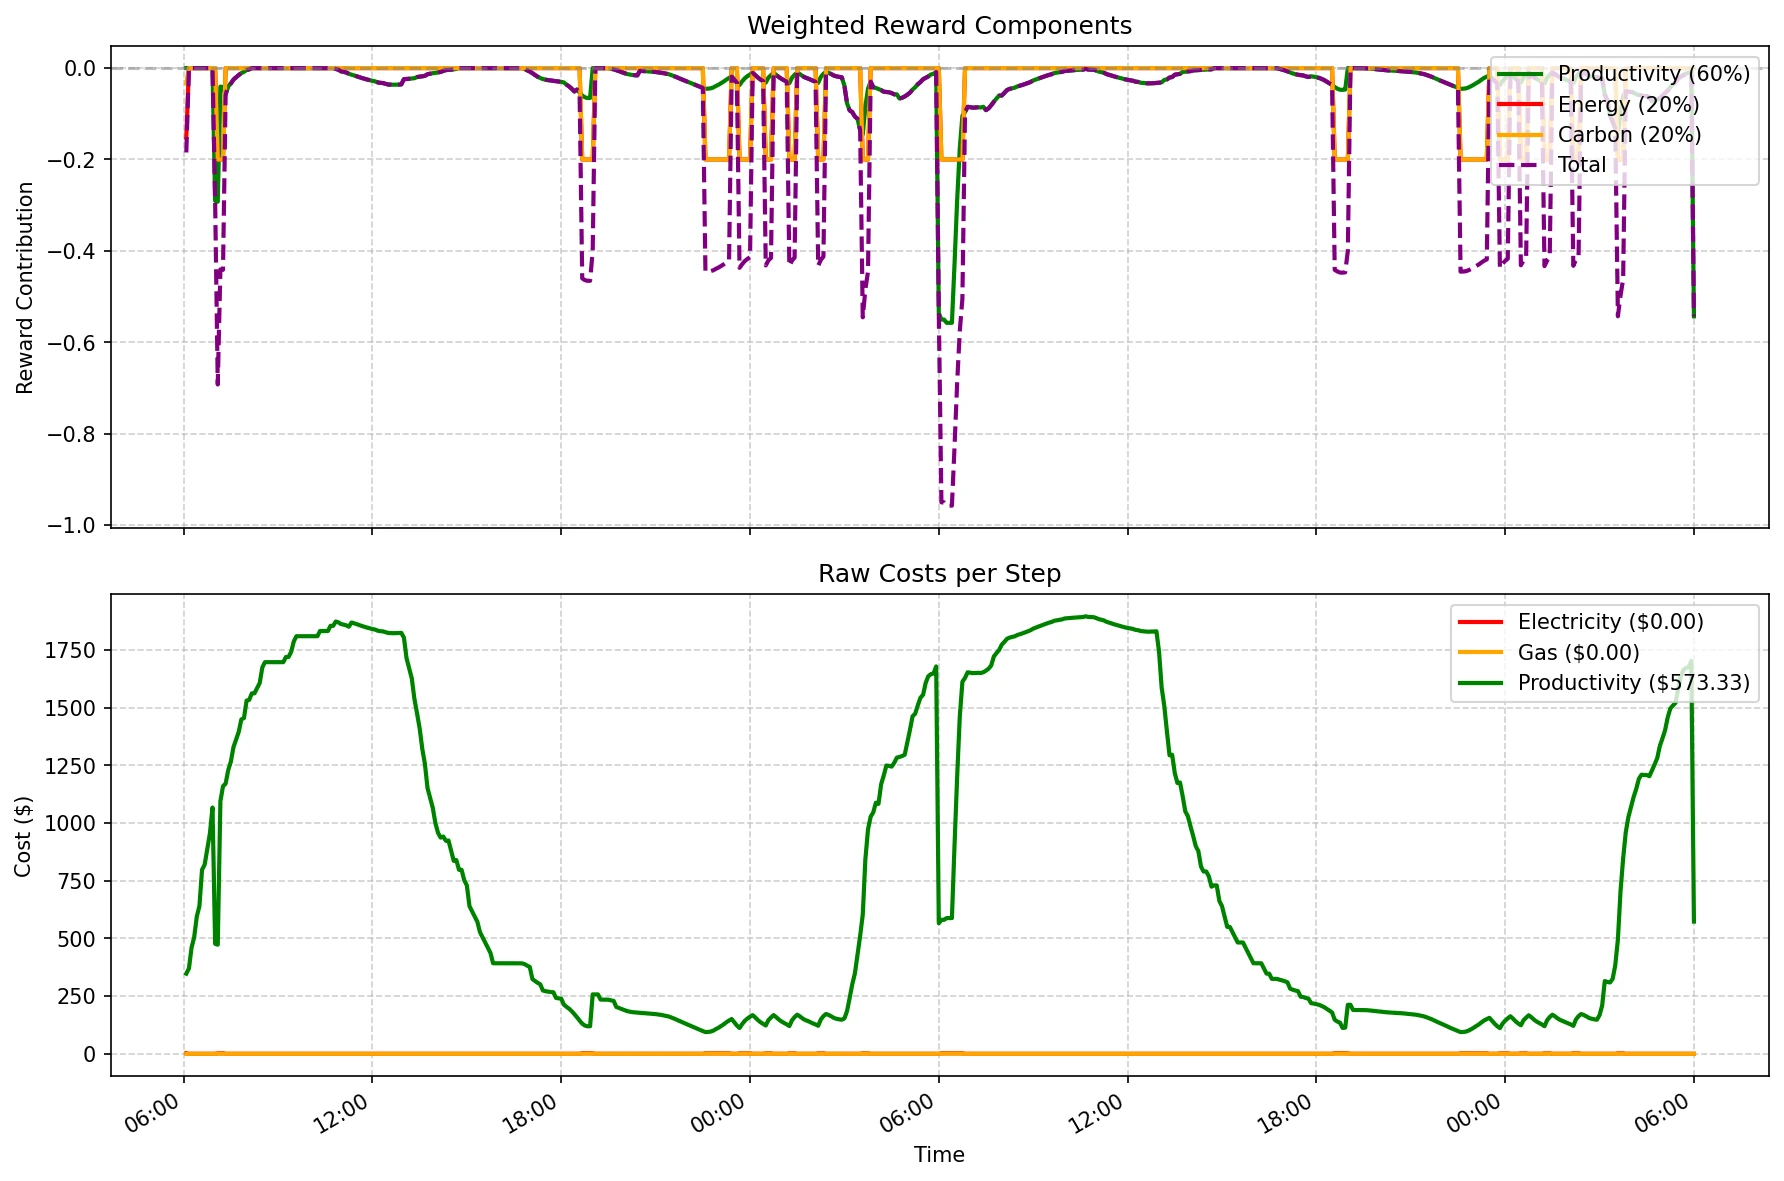 Weighted Reward Components
0.0
−0.2
−0.4
−0.6
−0.8
−1.0
Reward Contribution
Productivity (60%)
Energy (20%)
Carbon (20%)
Total
Raw Costs per Step
1750
1500
1250
1000
750
500
250
0
Cost ($)
Electricity ($0.00)
Gas ($0.00)
Productivity ($573.33)
06:00 12:00 18:00 00:00 06:00 12:00 18:00 00:00 06:00
Time